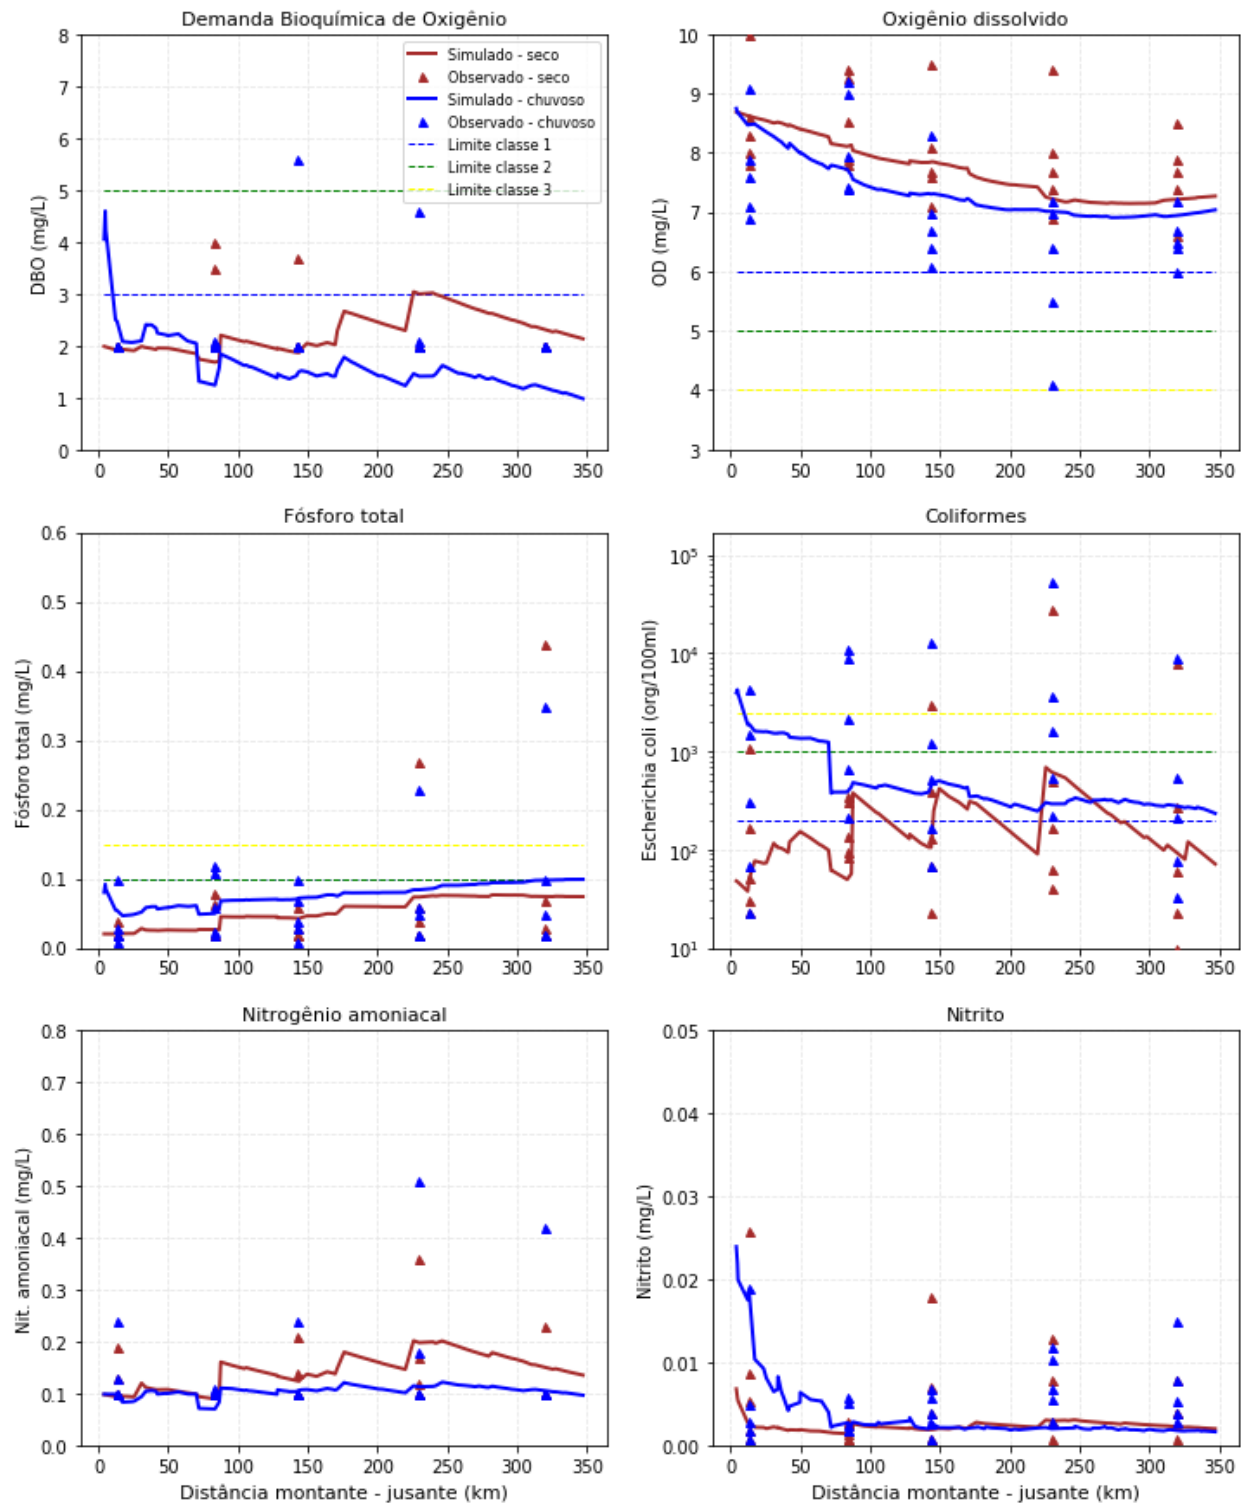 Demanda Bioquímica de Oxigênio
8
7
6
5
4
3
2
1
0
DBO (mg/L)
Simulado - seco
Observado - seco
Simulado - chuvoso
Observado - chuvoso
Limite classe 1
Limite classe 2
Limite classe 3
0 50 100 150 200 250 300 350
Oxigênio dissolvido
10
9
8
7
6
5
4
3
OD (mg/L)
0 50 100 150 200 250 300 350
Fósforo total
0.6
0.5
0.4
0.3
0.2
0.1
0.0
Fósforo total (mg/L)
0 50 100 150 200 250 300 350
Coliformes
10⁵
10⁴
10³
10²
10¹
Escherichia coli (org/100ml)
0 50 100 150 200 250 300 350
Nitrogênio amoniacal
0.8
0.7
0.6
0.5
0.4
0.3
0.2
0.1
0.0
Nit. amoniacal (mg/L)
0 50 100 150 200 250 300 350
Distância montante - jusante (km)
Nitrito
0.05
0.04
0.03
0.02
0.01
0.00
Nitrito (mg/L)
0 50 100 150 200 250 300 350
Distância montante - jusante (km)